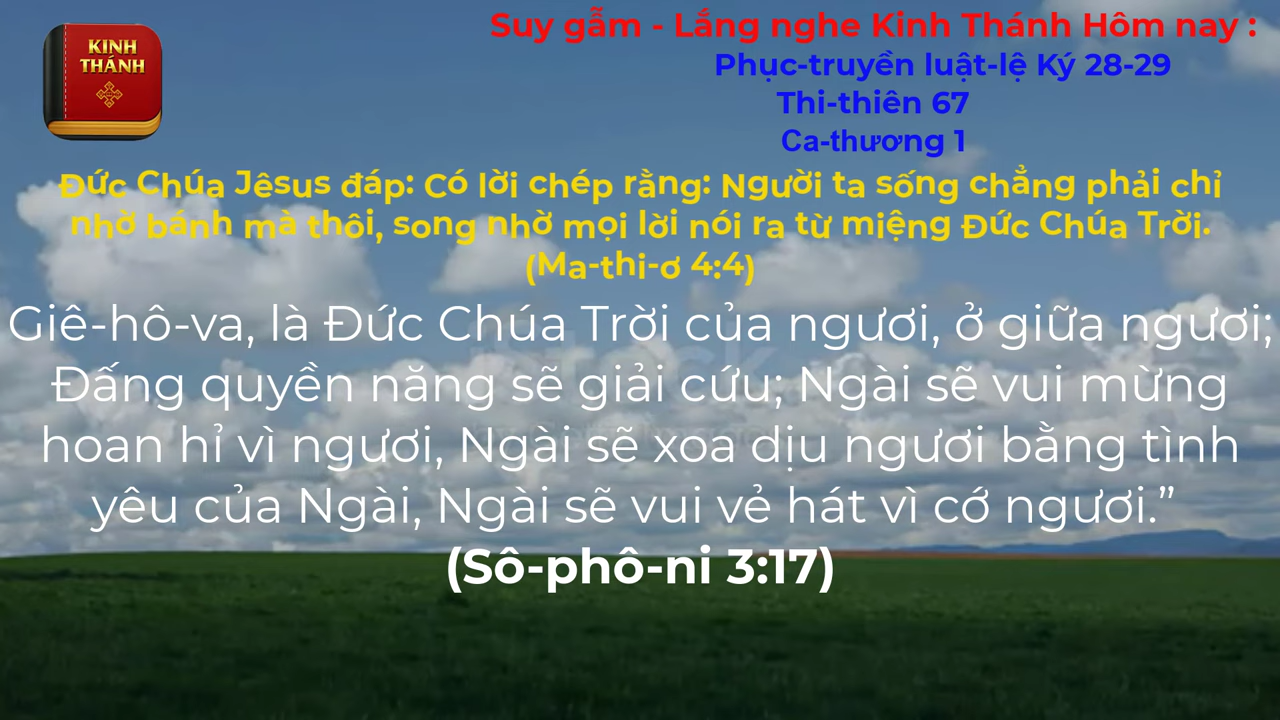 KINH
THÁNH
Suy gẫm - Lắng nghe Kinh Thánh Hôm nay :
Phục-truyền luật-lệ Ký 28-29
Thi-thiên 67
Ca-thương 1
Đức Chúa Jêsus đáp: Có lời chép rằng: Người ta sống chẳng phải chỉ
nhờ bánh mà thôi, song nhờ mọi lời nói ra từ miệng Đức Chúa Trời.
(Ma-thi-ơ 4:4)
Giê-hô-va, là Đức Chúa Trời của ngươi, ở giữa ngươi;
Đấng quyền năng sẽ giải cứu; Ngài sẽ vui mừng
hoan hỉ vì ngươi, Ngài sẽ xoa dịu ngươi bằng tình
yêu của Ngài, Ngài sẽ vui vẻ hát vì cớ ngươi.”
(Sô-phô-ni 3:17)